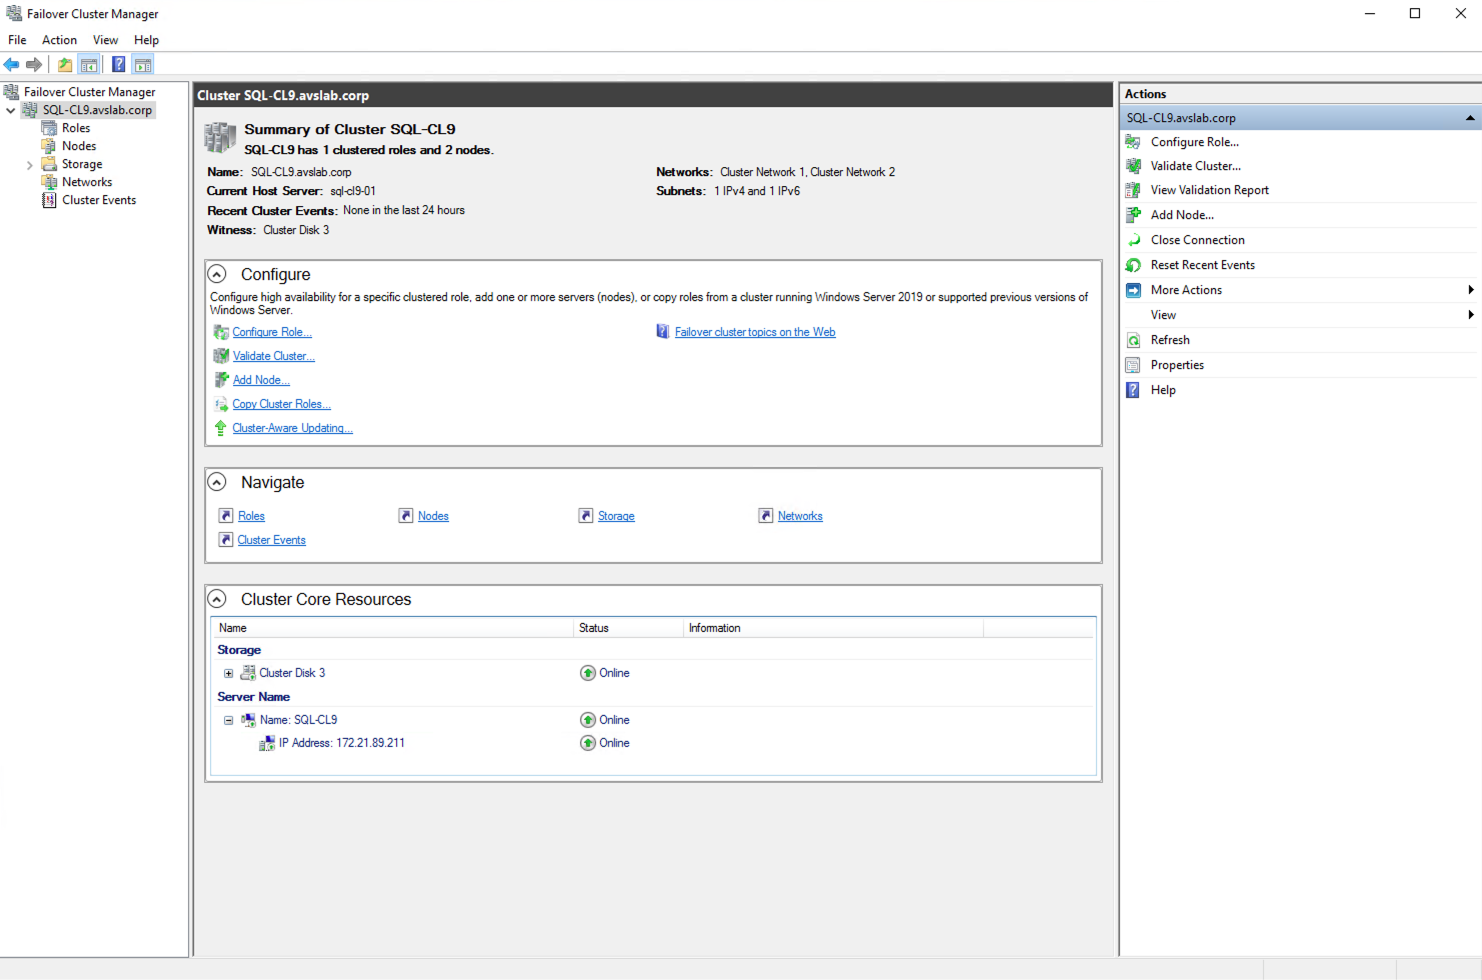 Failover Cluster Manager
File Action View Help
Failover Cluster Manager
SQL-CL9.avslab.corp
Roles
Nodes
Storage
Networks
Cluster Events
Cluster SQL-CL9.avslab.corp
Summary of Cluster SQL-CL9
SQL-CL9 has 1 clustered roles and 2 nodes.
Name: SQL-CL9.avslab.corp
Networks: Cluster Network 1, Cluster Network 2
Current Host Server: sql-cl9-01
Subnets: 1 IPv4 and 1 IPv6
Recent Cluster Events: None in the last 24 hours
Witness: Cluster Disk 3
Configure
Configure high availability for a specific clustered role, add one or more servers (nodes), or copy roles from a cluster running Windows Server 2019 or supported previous versions of
Windows Server.
Configure Role...
Failover cluster topics on the Web
Validate Cluster...
Add Node...
Copy Cluster Roles...
Cluster-Aware Updating...
Navigate
Roles Nodes Storage Networks
Cluster Events
Cluster Core Resources
Name Status Information
Storage
Cluster Disk 3 Online
Server Name
Name: SQL-CL9 Online
IP Address: 172.21.89.211 Online
Actions
SQL-CL9.avslab.corp
Configure Role...
Validate Cluster...
View Validation Report
Add Node...
Close Connection
Reset Recent Events
More Actions
View
Refresh
Properties
Help